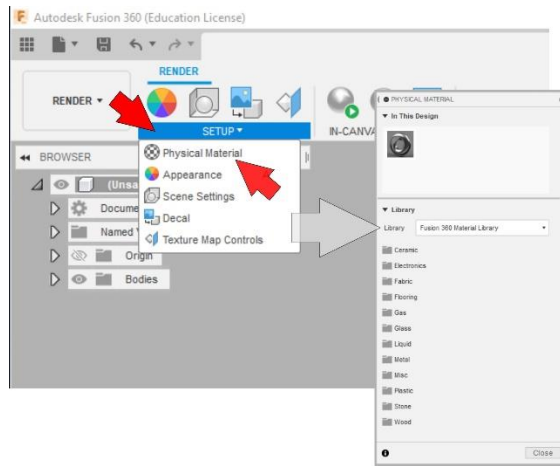 Autodesk Fusion 360 (Education License)
RENDER
RENDER
SETUP
IN-CANVA
BROWSER
Physical Material
Appearance
Scene Settings
Decal
Texture Map Controls
(Unsa
Docume
Named V
Origin
Bodies
PHYSICAL MATERIAL
In This Design
Library
Library
Fusion 360 Material Library
Ceramic
Electronics
Fabric
Flooring
Gas
Glass
Liquid
Metal
Misc
Plastic
Stone
Wood
Close